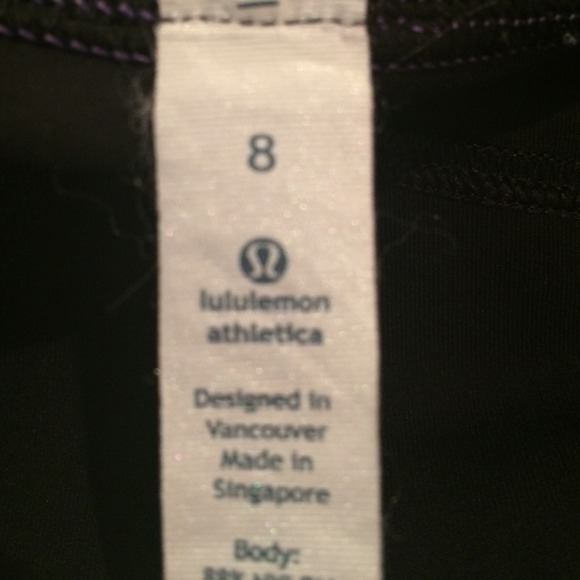 8
lululemon
athletica
Designed in
Vancouver
Made in
Singapore
Body: